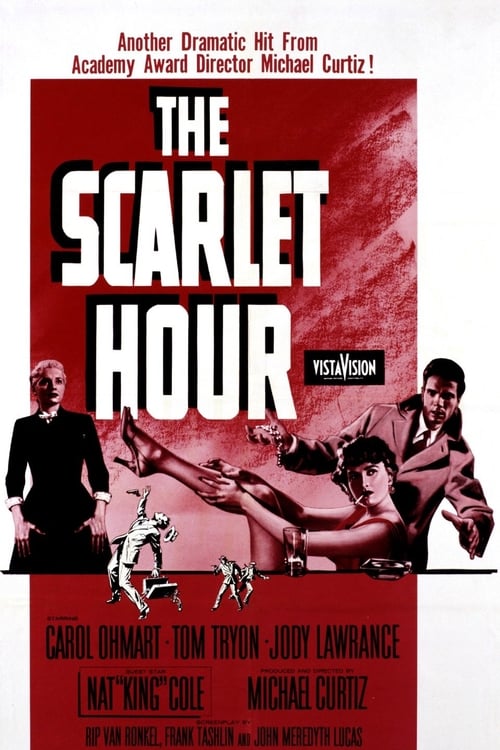 Another Dramatic Hit From
Academy Award Director Michael Curtiz!
THE
SCARLET
HOUR
VISTAVISION
STARRING
CAROL OHMART · TOM TRYON · JODY LAWRANCE
GUEST STAR
NAT "KING" COLE
PRODUCED AND DIRECTED BY
MICHAEL CURTIZ
SCREENPLAY BY
RIP VAN RONKEL, FRANK TASHLIN AND JOHN MEREDYTH LUCAS